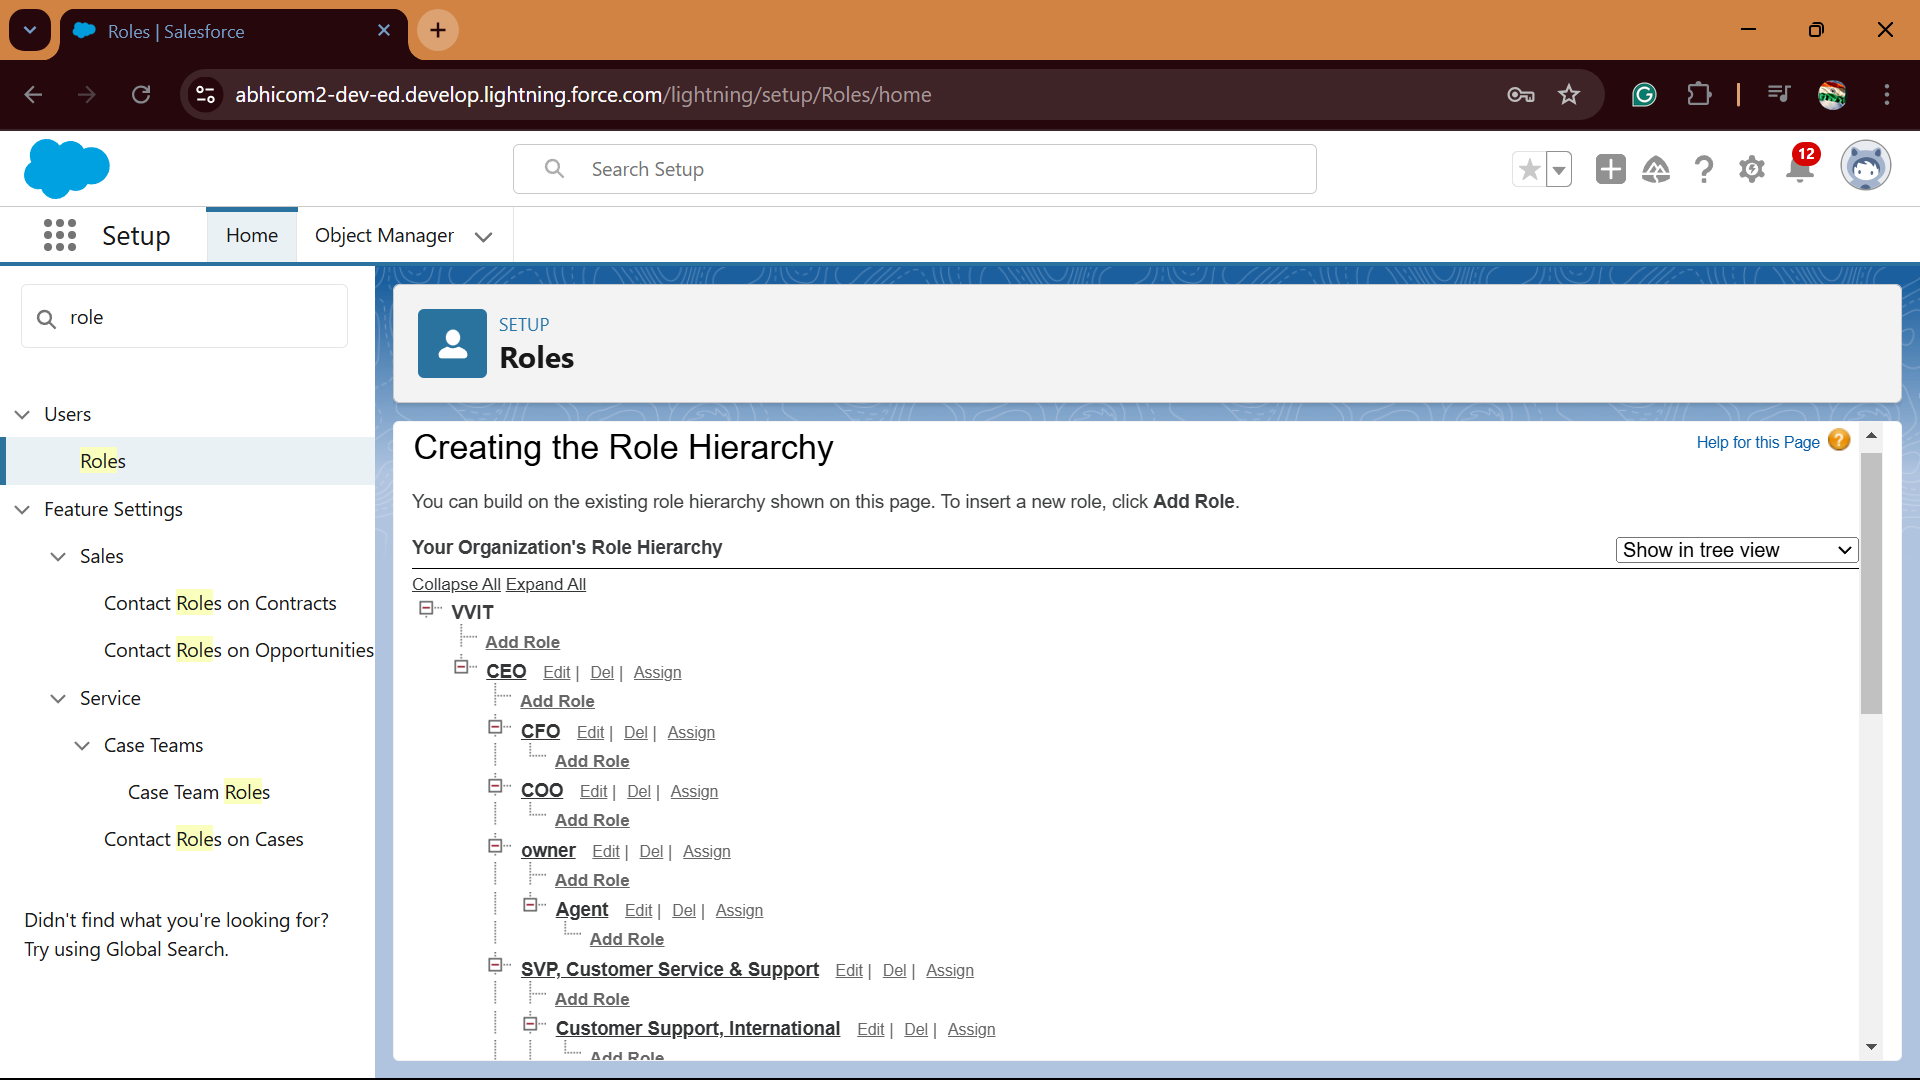 Roles | Salesforce
abhicom2-dev-ed.develop.lightning.force.com/lightning/setup/Roles/home
Search Setup
12
Setup
Home
Object Manager
role
Users
Roles
Feature Settings
Sales
Contact Roles on Contracts
Contact Roles on Opportunities
Service
Case Teams
Case Team Roles
Contact Roles on Cases
Didn't find what you're looking for?
Try using Global Search.
SETUP
Roles
Creating the Role Hierarchy
Help for this Page
You can build on the existing role hierarchy shown on this page. To insert a new role, click Add Role.
Your Organization's Role Hierarchy
Show in tree view
Collapse All Expand All
VVIT
Add Role
CEO Edit | Del | Assign
Add Role
CFO Edit | Del | Assign
Add Role
COO Edit | Del | Assign
Add Role
owner Edit | Del | Assign
Add Role
Agent Edit | Del | Assign
Add Role
SVP, Customer Service & Support Edit | Del | Assign
Add Role
Customer Support, International Edit | Del | Assign
Add Role